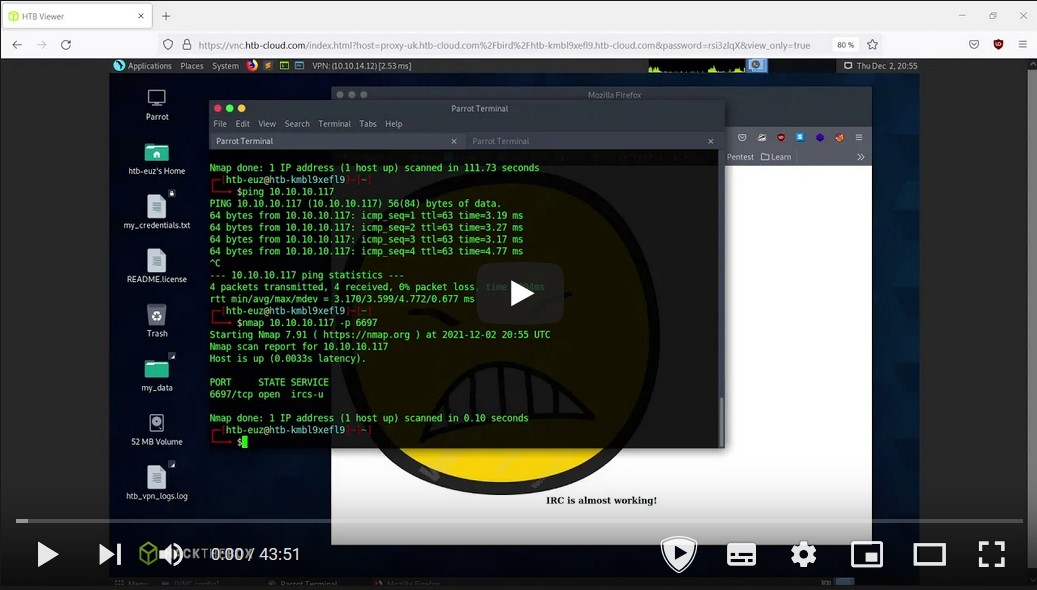 HTB Viewer
https://vnc.htb-cloud.com/index.html?host=proxy-uk.htb-cloud.com%2Fbird%2Fhtb-kmbl9xefl9.htb-cloud.com&password=rsi3zlqX&view_only=true
80 %
Applications Places System VPN: (10.10.14.12) [2.53 ms]
Thu Dec 2, 20:55
Parrot
htb-euz's Home
my_credentials.txt
README.license
Trash
my_data
52 MB Volume
htb_vpn_logs.log
Mozilla Firefox
Pentest Learn
Parrot Terminal
File Edit View Search Terminal Tabs Help
Parrot Terminal
Parrot Terminal
Nmap done: 1 IP address (1 host up) scanned in 111.73 seconds
[htb-euz@htb-kmbl9xefl9]-[~]
$ping 10.10.10.117
PING 10.10.10.117 (10.10.10.117) 56(84) bytes of data.
64 bytes from 10.10.10.117: icmp_seq=1 ttl=63 time=3.19 ms
64 bytes from 10.10.10.117: icmp_seq=2 ttl=63 time=3.27 ms
64 bytes from 10.10.10.117: icmp_seq=3 ttl=63 time=3.17 ms
64 bytes from 10.10.10.117: icmp_seq=4 ttl=63 time=4.77 ms
^C
--- 10.10.10.117 ping statistics ---
4 packets transmitted, 4 received, 0% packet loss, time
rtt min/avg/max/mdev = 3.170/3.599/4.772/0.677 ms
[htb-euz@htb-kmbl9xefl9]-[~]
$nmap 10.10.10.117 -p 6697
Starting Nmap 7.91 ( https://nmap.org ) at 2021-12-02 20:55 UTC
Nmap scan report for 10.10.10.117
Host is up (0.0033s latency).
PORT STATE SERVICE
6697/tcp open ircs-u
Nmap done: 1 IP address (1 host up) scanned in 0.10 seconds
[htb-euz@htb-kmbl9xefl9]-[~]
$
IRC is almost working!
0:00 / 43:51
Menu
Parrot Terminal
Mozilla Firefox